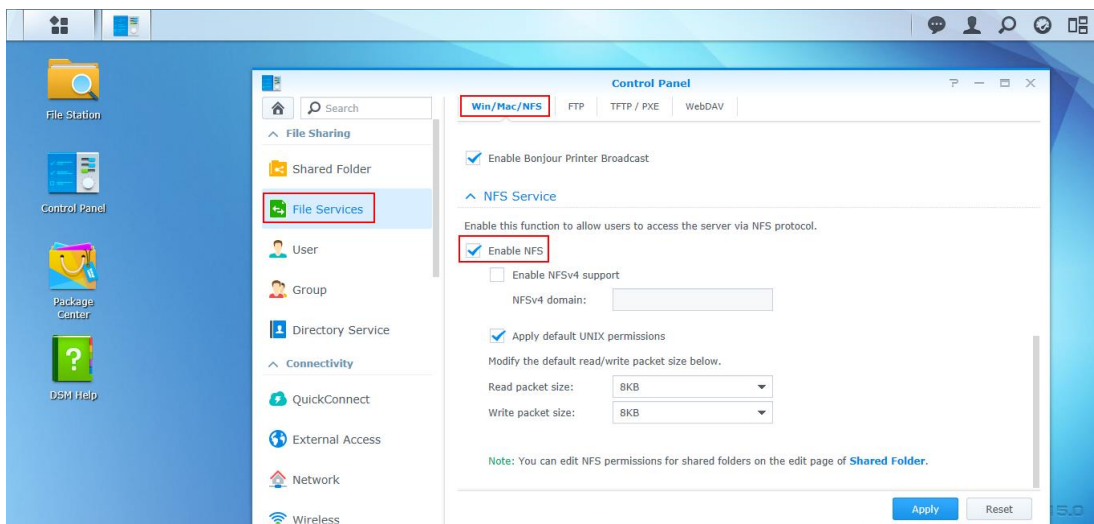 File Station
Control Panel
Package
Center
DSM Help
Control Panel
Search
File Sharing
Shared Folder
File Services
User
Group
Directory Service
Connectivity
QuickConnect
External Access
Network
Wireless
Win/Mac/NFS FTP TFTP / PXE WebDAV
Enable Bonjour Printer Broadcast
NFS Service
Enable this function to allow users to access the server via NFS protocol.
Enable NFS
Enable NFSv4 support
NFSv4 domain:
Apply default UNIX permissions
Modify the default read/write packet size below.
Read packet size: 8KB
Write packet size: 8KB
Note: You can edit NFS permissions for shared folders on the edit page of Shared Folder.
Apply Reset
5.0